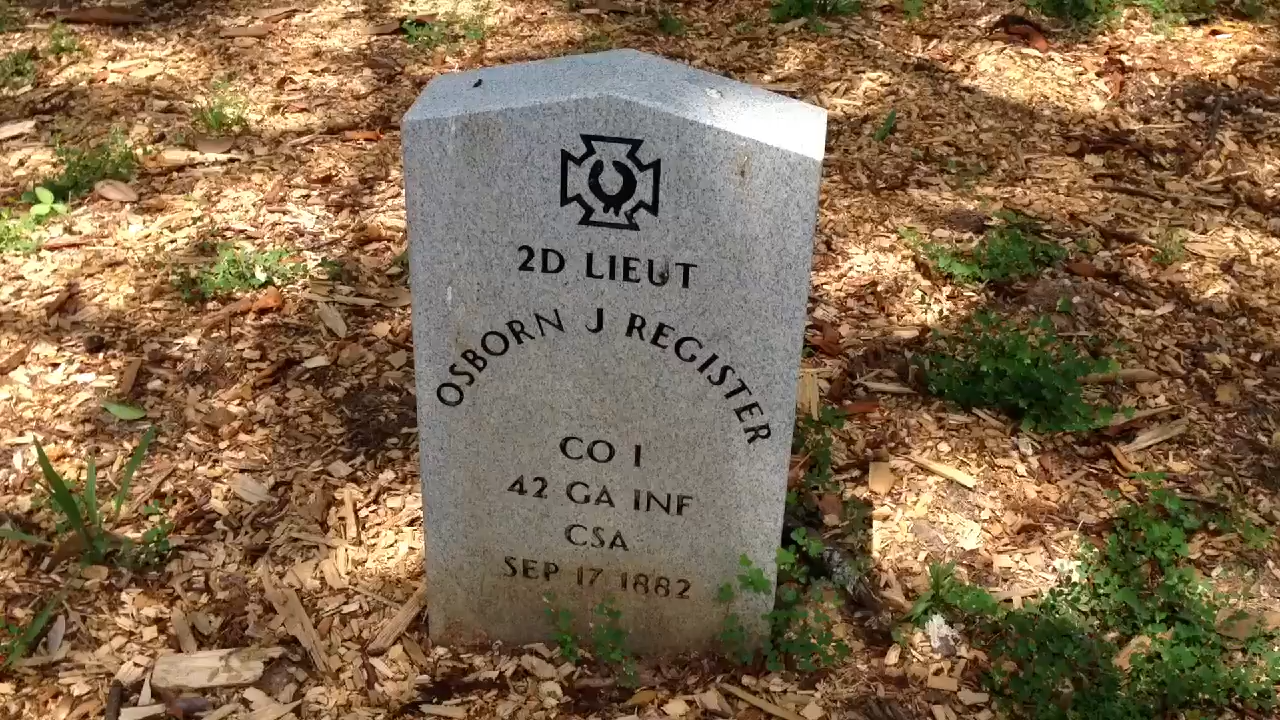 2D LIEUT
OSBORN J REGISTER
CO I
42 GA INF
CSA
SEP 17 1882